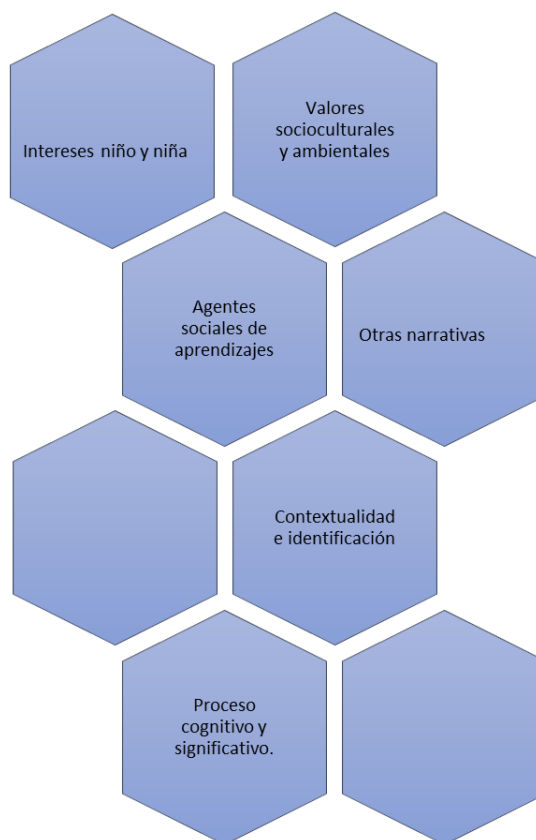 Intereses niño y niña
Valores
socioculturales
y ambientales
Agentes
sociales de
aprendizajes
Otras narrativas
Contextualidad
e identificación
Proceso
cognitivo y
significativo.